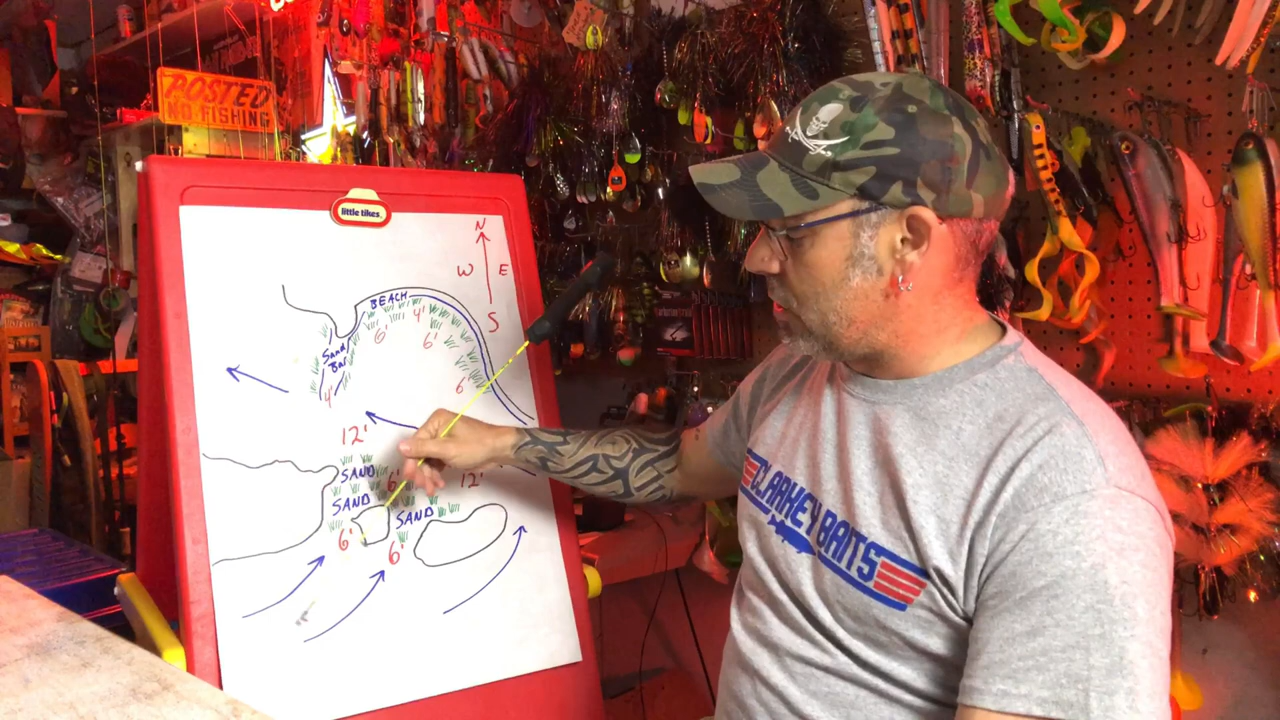 POSTED
NO FISHING
little tikes
N
W E
S
BEACH
4'
6'
6'
Sand
Bar
4'
6'
12'
SAND
6'
12'
SAND
SAND
6'
6'
CLARKEY BAITS